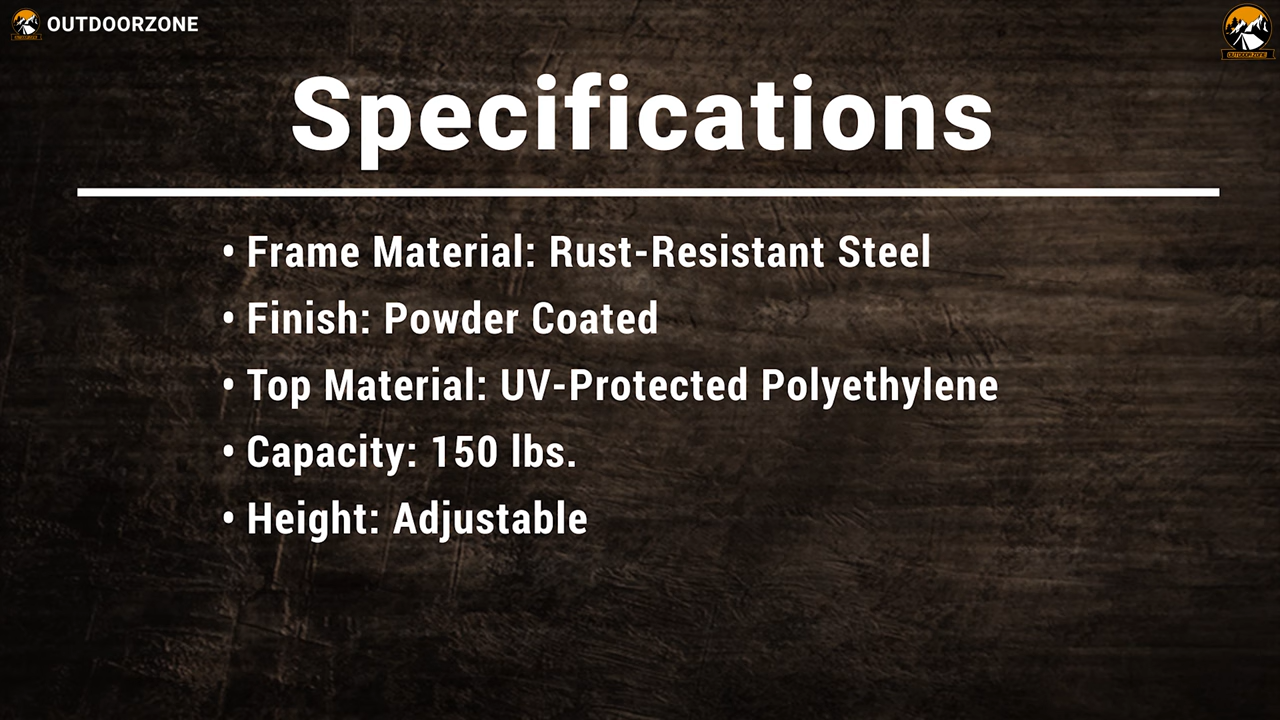 OUTDOORZONE
OUTDOORZONE
Specifications
• Frame Material: Rust-Resistant Steel
• Finish: Powder Coated
• Top Material: UV-Protected Polyethylene
• Capacity: 150 lbs.
• Height: Adjustable